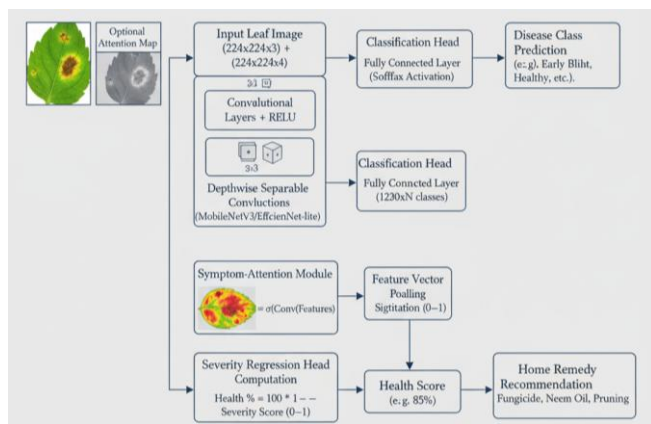 Optional
Attention Map
Input Leaf Image
(224x224x3) +
(224x224x4)
Convalutional
Layers + RELU
3x3
Depthwise Separable
Convluctions
(MobileNetV3/EffcienNet-lite)
Classification Head
Fully Connected Layer
(Sofffax Activation)
Disease Class
Prediction
(e:g), Early Bliht,
Healthy, etc.).
Classfication Head
Fully Conncted Layer
(1230xN classes)
Symptom-Attention Module
= σ(Conv(Features)
Feature Vector
Poalling
Sigtitation (0–1)
Severity Regression Head
Computation
Health % = 100 * 1 – –
Severity Score (0–1)
Health Score
(e.g. 85%)
Home Remedy
Recommendation
Fungicide, Neem Oil, Pruning